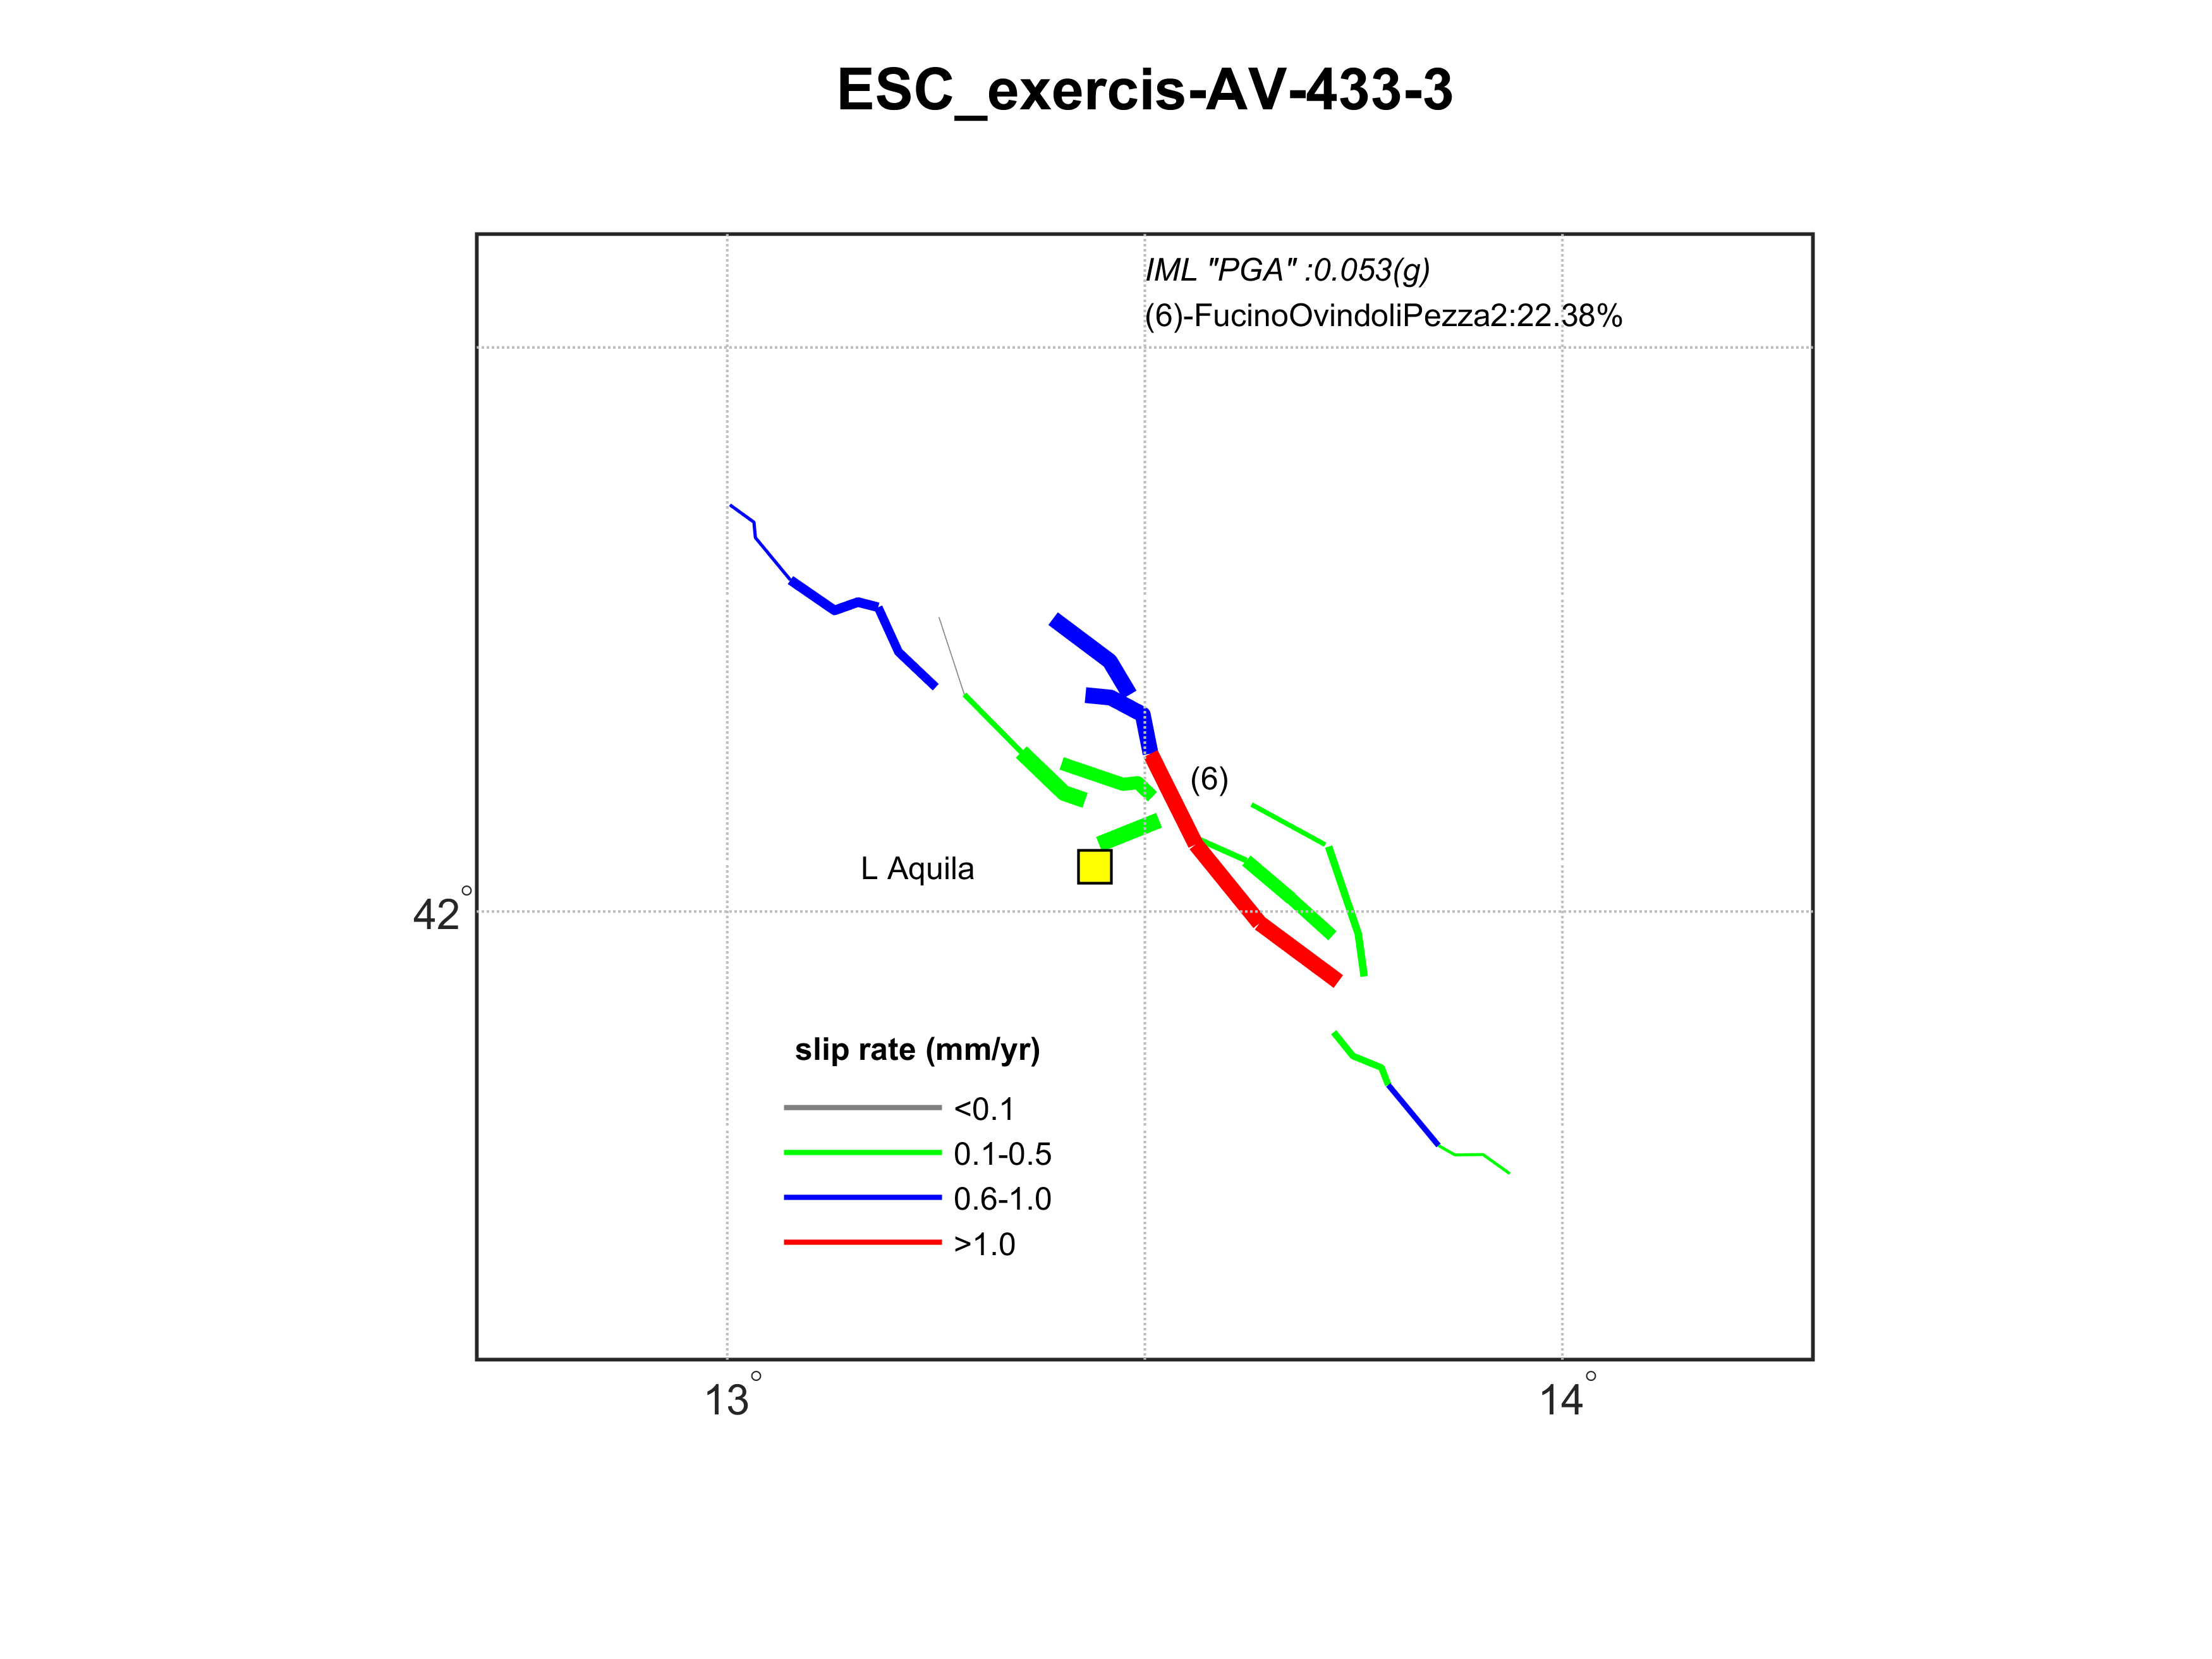 ESC_exercis-AV-433-3
IML "PGA" :0.053(g)
(6)-FucinoOvindoliPezza2:22.38%
(6)
L Aquila
42°
slip rate (mm/yr)
<0.1
0.1-0.5
0.6-1.0
>1.0
13°
14°